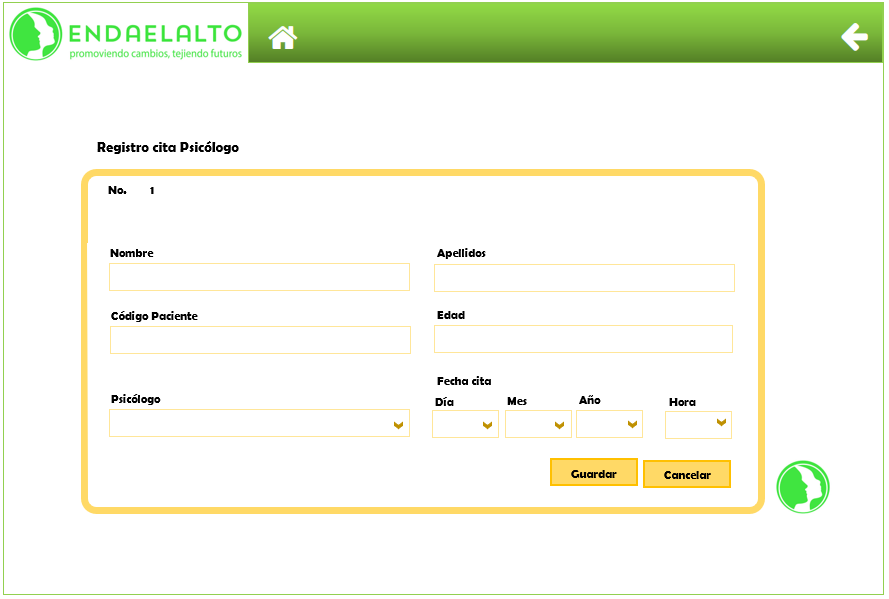 ENDAELALTO
promoviendo cambios, tejiendo futuros
Registro cita Psicólogo
No. 1
Nombre
Apellidos
Código Paciente
Edad
Fecha cita
Psicólogo
Día
Mes
Año
Hora
Guardar
Cancelar